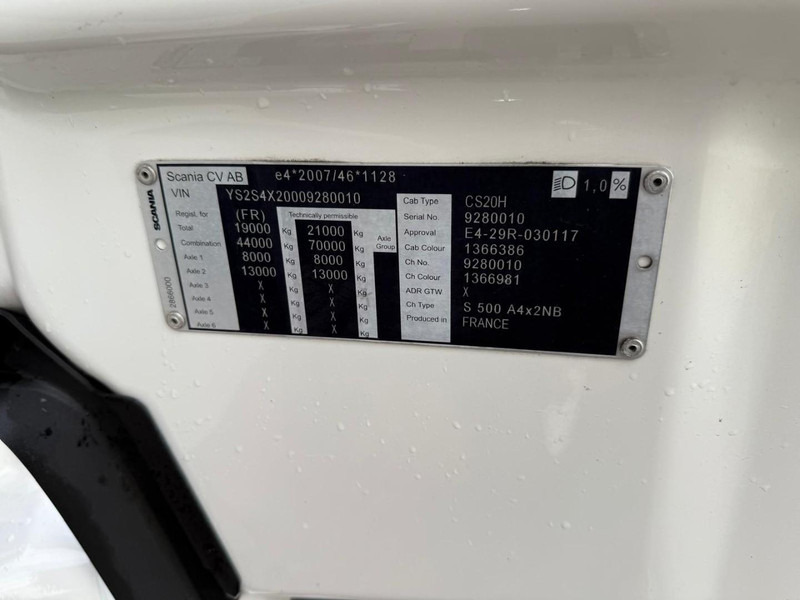 Scania CV AB e4*2007/46*1128 1,0 %
VIN YS2S4X20009280010
SCANIA
2866000
Regisl. for (FR) Technically permissible
Total 19000 Kg 21000 Kg
Combination 44000 Kg 70000 Kg Axle Group
Axle 1 8000 Kg 8000 Kg
Axle 2 13000 Kg 13000 Kg
Axle 3 X Kg X Kg
Axle 4 X Kg X Kg
Axle 5 X Kg X Kg
Axle 6 X Kg X Kg
Cab Type CS20H
Serial No. 9280010
Approval E4-29R-030117
Cab Colour 1366386
Ch No. 9280010
Ch Colour 1366981
ADR GTW X
Ch Type S 500 A4x2NB
Produced in FRANCE